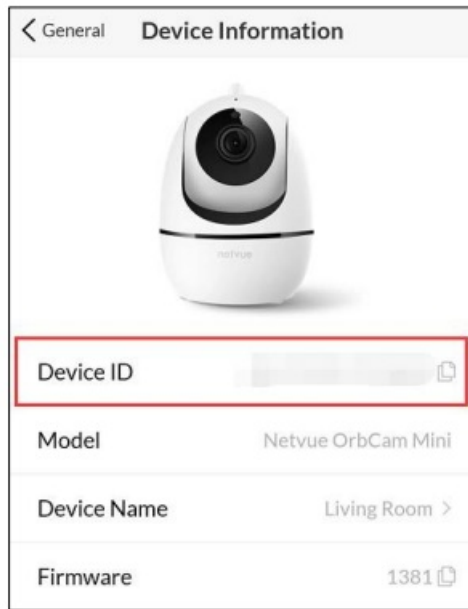 General Device Information
netvue
Device ID
Model Netvue OrbCam Mini
Device Name Living Room
Firmware 1381